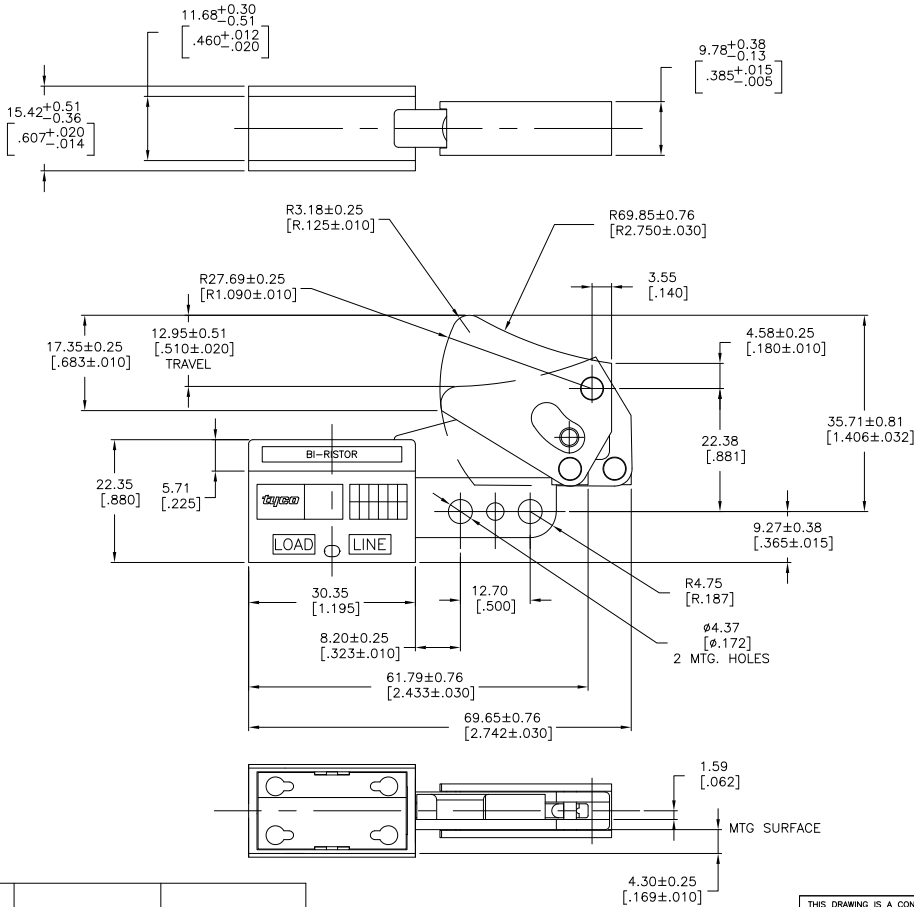 11.68+0.30
-0.51
[.460+.012
-.020]
9.78+0.38
-0.13
[.385+.015
-.005]
15.42+0.51
-0.36
[.607+.020
-.014]
R3.18±0.25
[R.125±.010]
R69.85±0.76
[R2.750±.030]
R27.69±0.25
[R1.090±.010]
3.55
[.140]
12.95±0.51
[.510±.020]
TRAVEL
17.35±0.25
[.683±.010]
4.58±0.25
[.180±.010]
35.71±0.81
[1.406±.032]
22.38
[.881]
BI-RISTOR
22.35
[.880]
5.71
[.225]
tyco
LOAD
LINE
9.27±0.38
[.365±.015]
30.35
[1.195]
12.70
[.500]
R4.75
[R.187]
8.20±0.25
[.323±.010]
ø4.37
[ø.172]
2 MTG. HOLES
61.79±0.76
[2.433±.030]
69.65±0.76
[2.742±.030]
1.59
[.062]
MTG SURFACE
4.30±0.25
[.169±.010]
THIS DRAWING IS A CON